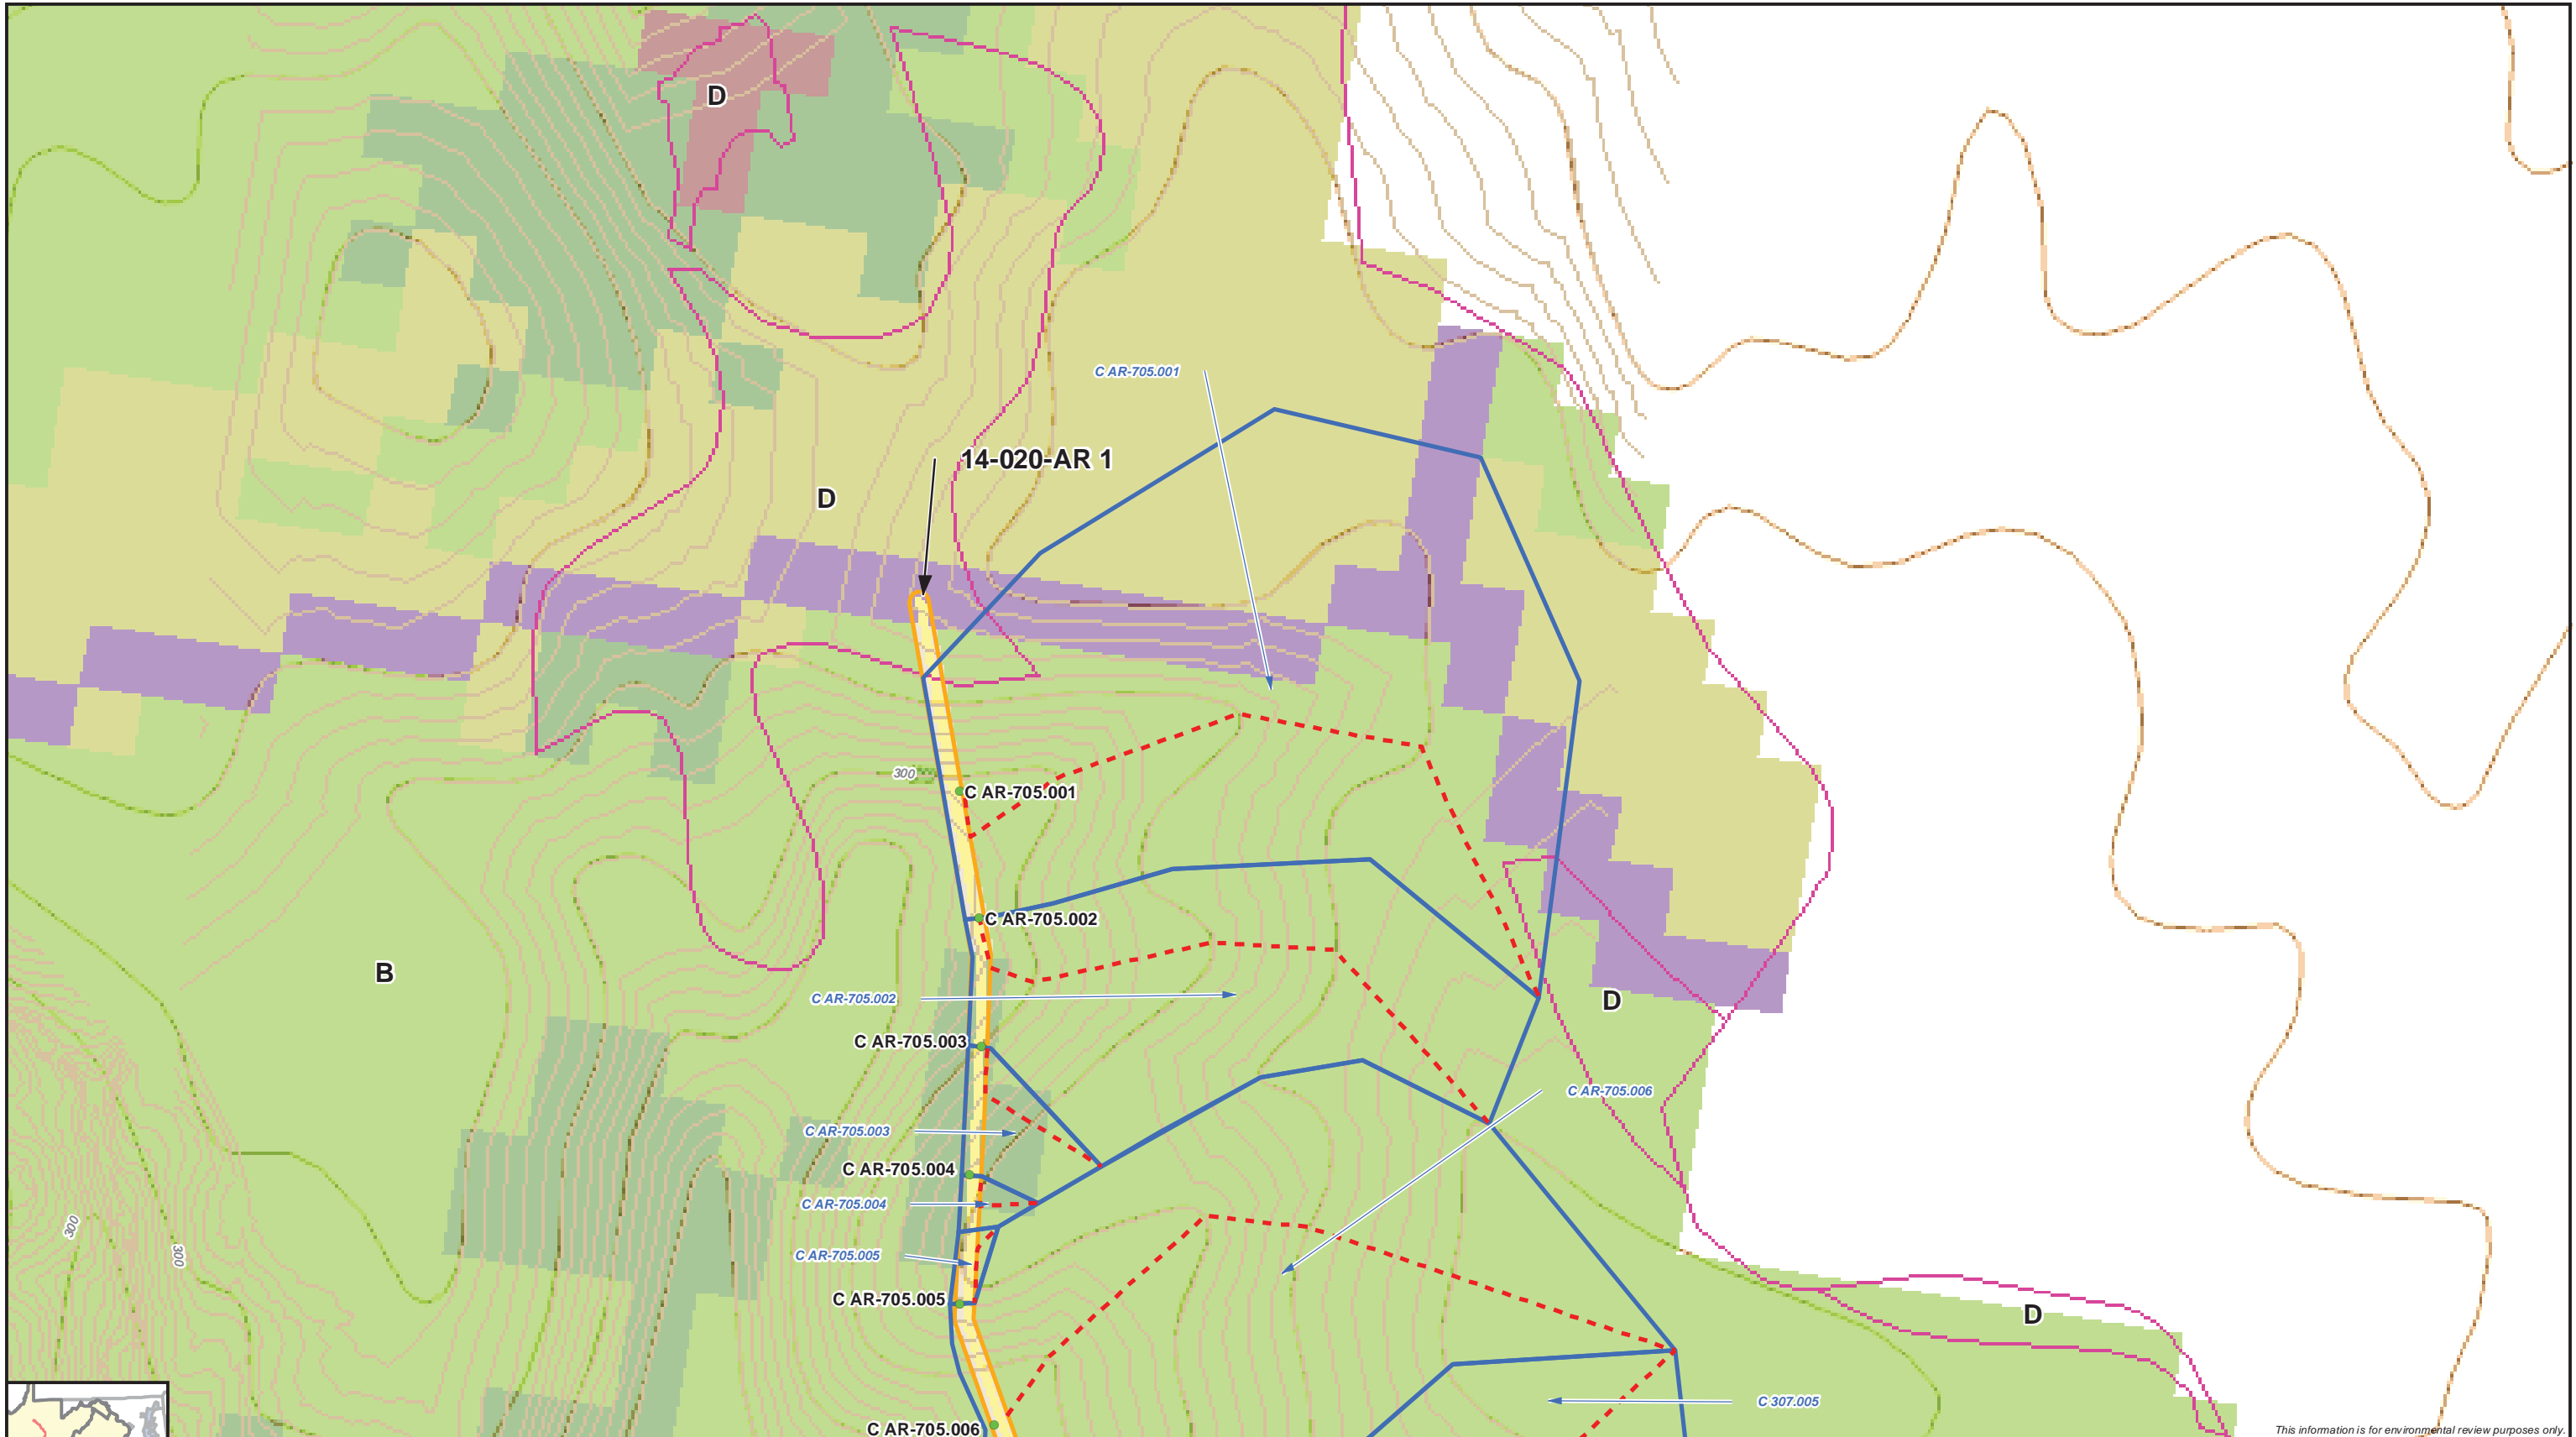 D
C AR-705.001
14-020-AR 1
D
300
C AR-705.001
C AR-705.002
B
C AR-705.002
D
C AR-705.003
C AR-705.006
C AR-705.003
C AR-705.004
C AR-705.004
300
300
C AR-705.005
C AR-705.005
D
C 307.005
C AR-705.006
This information is for environmental review purposes only.